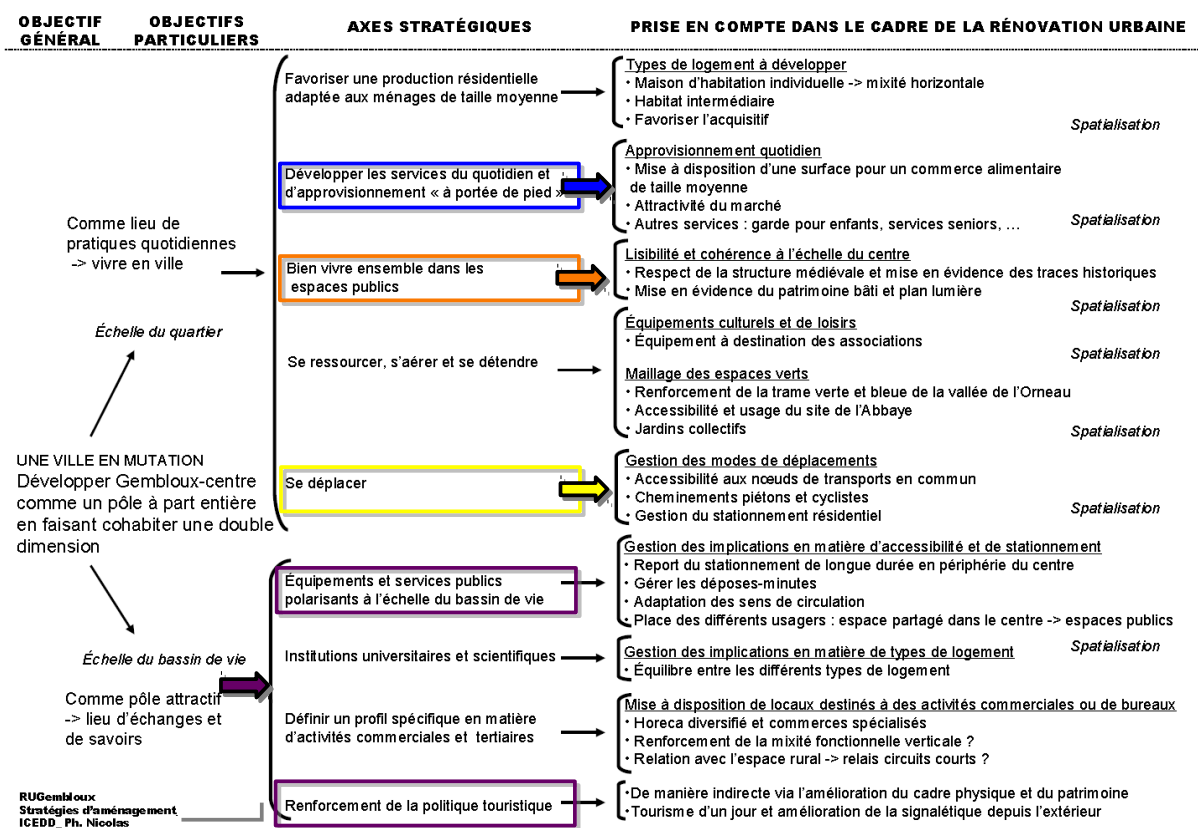 OBJECTIF
GÉNÉRAL
OBJECTIFS
PARTICULIERS
AXES STRATÉGIQUES
PRISE EN COMPTE DANS LE CADRE DE LA RÉNOVATION URBAINE
UNE VILLE EN MUTATION
Développer Gembloux-centre
comme un pôle à part entière
en faisant cohabiter une double
dimension
Comme lieu de
pratiques quotidiennes
-> vivre en ville
Échelle du quartier
Favoriser une production résidentielle
adaptée aux ménages de taille moyenne
Types de logement à développer
• Maison d'habitation individuelle -> mixité horizontale
• Habitat intermédiaire
• Favoriser l'acquisitif
Spatialisation
Développer les services du quotidien et
d'approvisionnement « à portée de pied »
Approvisionnement quotidien
• Mise à disposition d'une surface pour un commerce alimentaire
de taille moyenne
• Attractivité du marché
• Autres services : garde pour enfants, services seniors, …
Spatialisation
Bien vivre ensemble dans les
espaces publics
Lisibilité et cohérence à l'échelle du centre
• Respect de la structure médiévale et mise en évidence des traces historiques
• Mise en évidence du patrimoine bâti et plan lumière
Spatialisation
Se ressourcer, s'aérer et se détendre
Équipements culturels et de loisirs
• Équipement à destination des associations
Spatialisation
Maillage des espaces verts
• Renforcement de la trame verte et bleue de la vallée de l'Orneau
• Accessibilité et usage du site de l'Abbaye
• Jardins collectifs
Spatialisation
Se déplacer
Gestion des modes de déplacements
• Accessibilité aux nœuds de transports en commun
• Cheminements piétons et cyclistes
• Gestion du stationnement résidentiel
Spatialisation
Échelle du bassin de vie
Comme pôle attractif
-> lieu d'échanges et
de savoirs
Équipements et services publics
polarisants à l'échelle du bassin de vie
Gestion des implications en matière d'accessibilité et de stationnement
• Report du stationnement de longue durée en périphérie du centre
• Gérer les déposes-minutes
• Adaptation des sens de circulation
• Place des différents usagers : espace partagé dans le centre -> espaces publics
Spatialisation
Institutions universitaires et scientifiques
Gestion des implications en matière de types de logement
• Équilibre entre les différents types de logement
Définir un profil spécifique en matière
d'activités commerciales et tertiaires
Mise à disposition de locaux destinés à des activités commerciales ou de bureaux
• Horeca diversifié et commerces spécialisés
• Renforcement de la mixité fonctionnelle verticale ?
• Relation avec l'espace rural -> relais circuits courts ?
Renforcement de la politique touristique
•De manière indirecte via l'amélioration du cadre physique et du patrimoine
•Tourisme d'un jour et amélioration de la signalétique depuis l'extérieur
RUGembloux
Stratégies d'aménagement
ICEDD_Ph. Nicolas